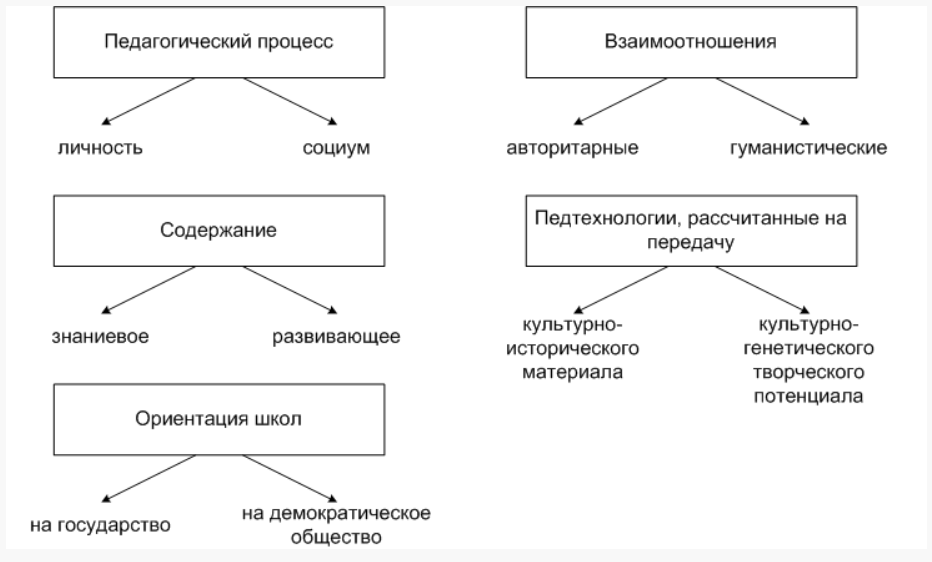 Педагогический процесс
личность
социум
Содержание
знаниевое
развивающее
Ориентация школ
на государство
на демократическое
общество
Взаимоотношения
авторитарные
гуманистические
Педтехнологии, рассчитанные на
передачу
культурно-
исторического
материала
культурно-
генетического
творческого
потенциала